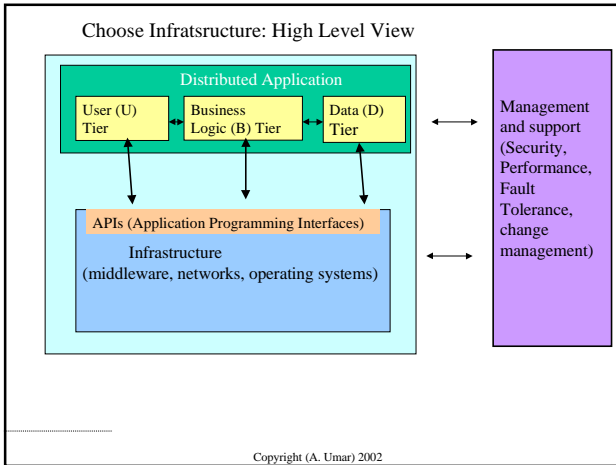 Choose Infratsructure: High Level View
Distributed Application
User (U)
Tier
Business
Logic (B) Tier
Data (D)
Tier
APIs (Application Programming Interfaces)
Infrastructure
(middleware, networks, operating systems)
Management
and support
(Security,
Performance,
Fault
Tolerance,
change
management)
Copyright (A. Umar) 2002